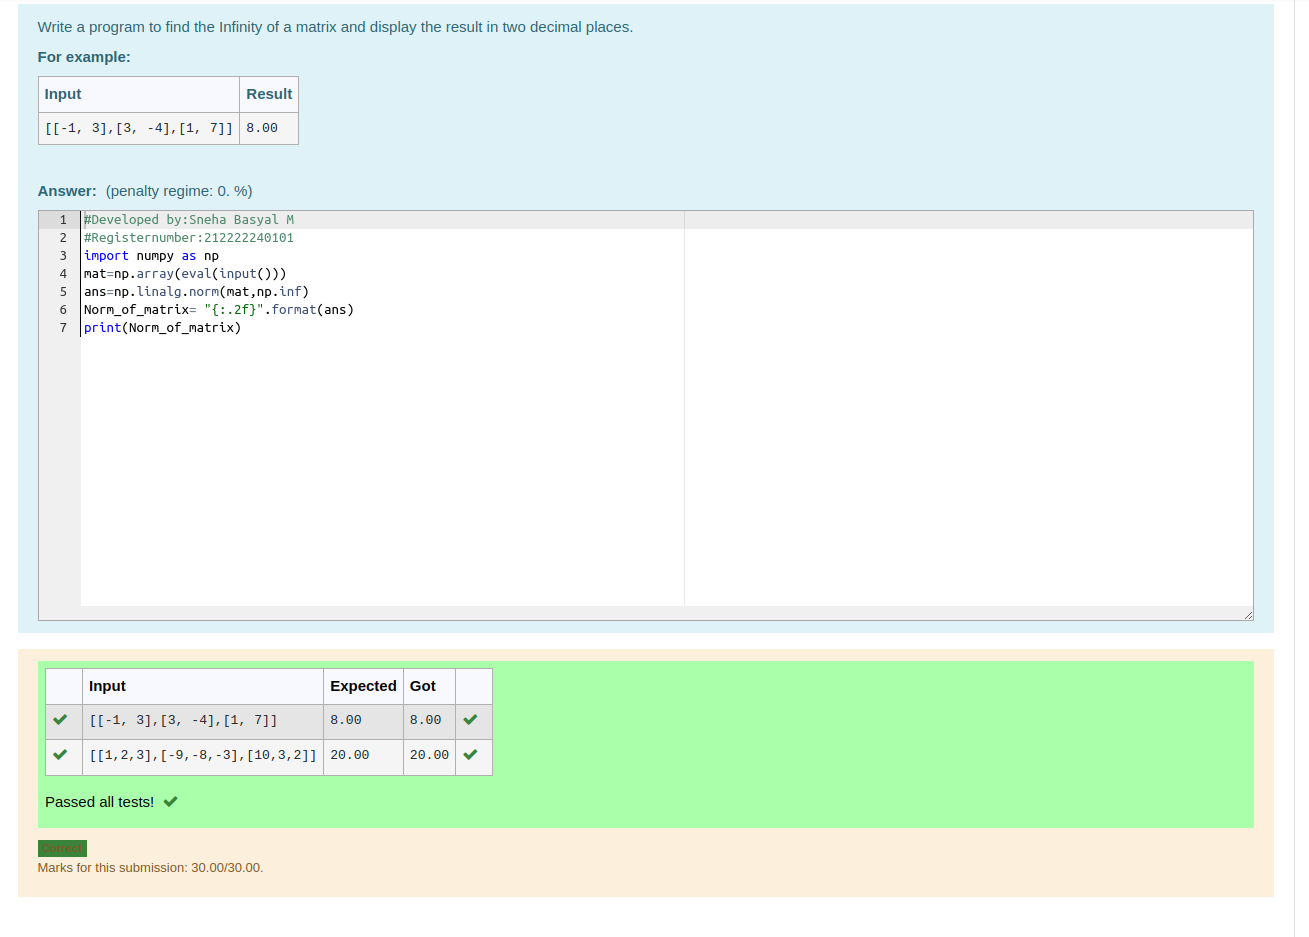 Write a program to find the Infinity of a matrix and display the result in two decimal places.
For example:
Input Result
[[-1, 3],[3, -4],[1, 7]] 8.00
Answer: (penalty regime: 0. %)
1 #Developed by:Sneha Basyal M
2 #Registernumber:212222240101
3 import numpy as np
4 mat=np.array(eval(input()))
5 ans=np.linalg.norm(mat,np.inf)
6 Norm_of_matrix= "{:.2f}".format(ans)
7 print(Norm_of_matrix)
Input Expected Got
[[-1, 3],[3, -4],[1, 7]] 8.00 8.00
[[1,2,3],[-9,-8,-3],[10,3,2]] 20.00 20.00
Passed all tests!
Correct
Marks for this submission: 30.00/30.00.